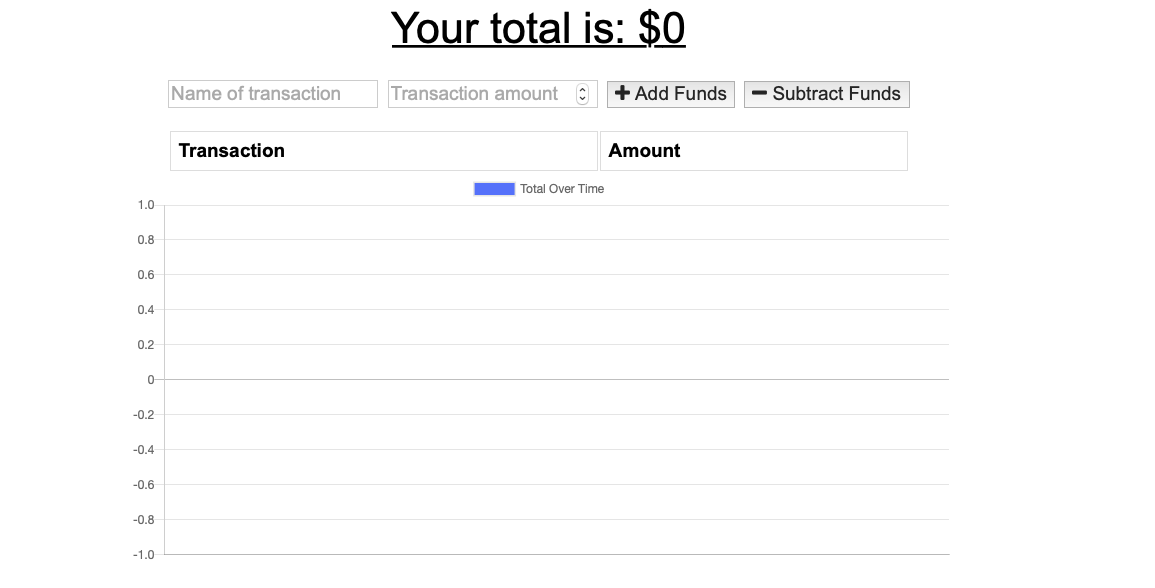 Your total is: $0
Name of transaction Transaction amount Add Funds Subtract Funds
Transaction Amount
Total Over Time
1.0
0.8
0.6
0.4
0.2
0
-0.2
-0.4
-0.6
-0.8
-1.0